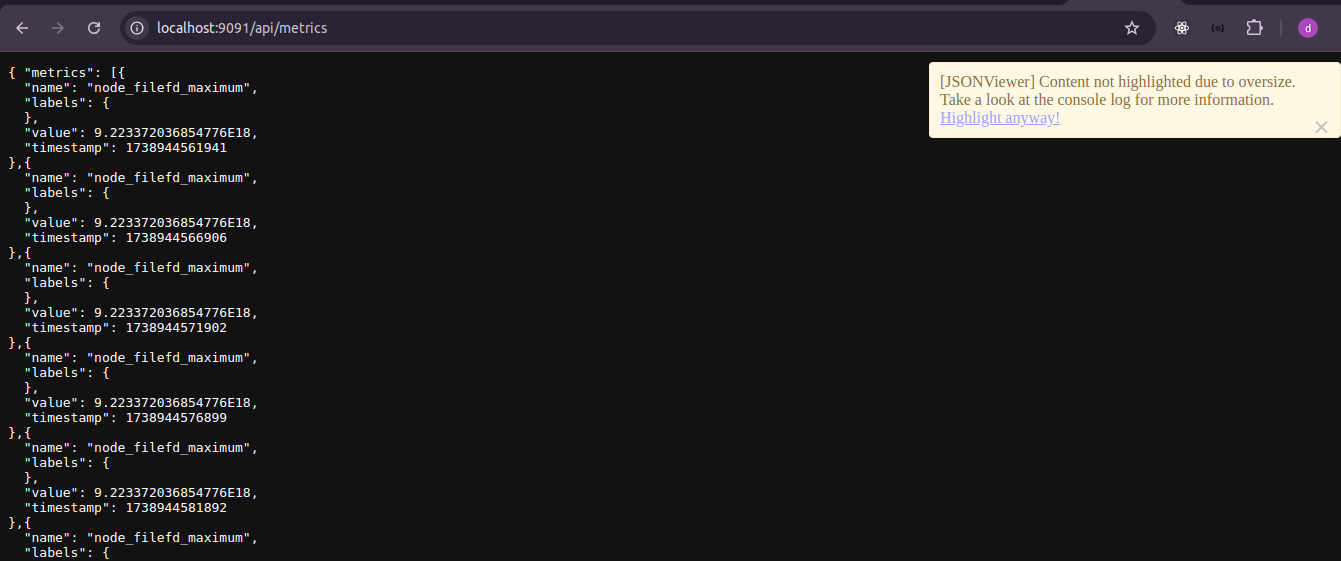 localhost:9091/api/metrics
d
{ "metrics": [{
  "name": "node_filefd_maximum",
  "labels": {
  },
  "value": 9.223372036854776E18,
  "timestamp": 1738944561941
},{
  "name": "node_filefd_maximum",
  "labels": {
  },
  "value": 9.223372036854776E18,
  "timestamp": 1738944566906
},{
  "name": "node_filefd_maximum",
  "labels": {
  },
  "value": 9.223372036854776E18,
  "timestamp": 1738944571902
},{
  "name": "node_filefd_maximum",
  "labels": {
  },
  "value": 9.223372036854776E18,
  "timestamp": 1738944576899
},{
  "name": "node_filefd_maximum",
  "labels": {
  },
  "value": 9.223372036854776E18,
  "timestamp": 1738944581892
},{
  "name": "node_filefd_maximum",
  "labels": {
[JSONViewer] Content not highlighted due to oversize.
Take a look at the console log for more information.
Highlight anyway!